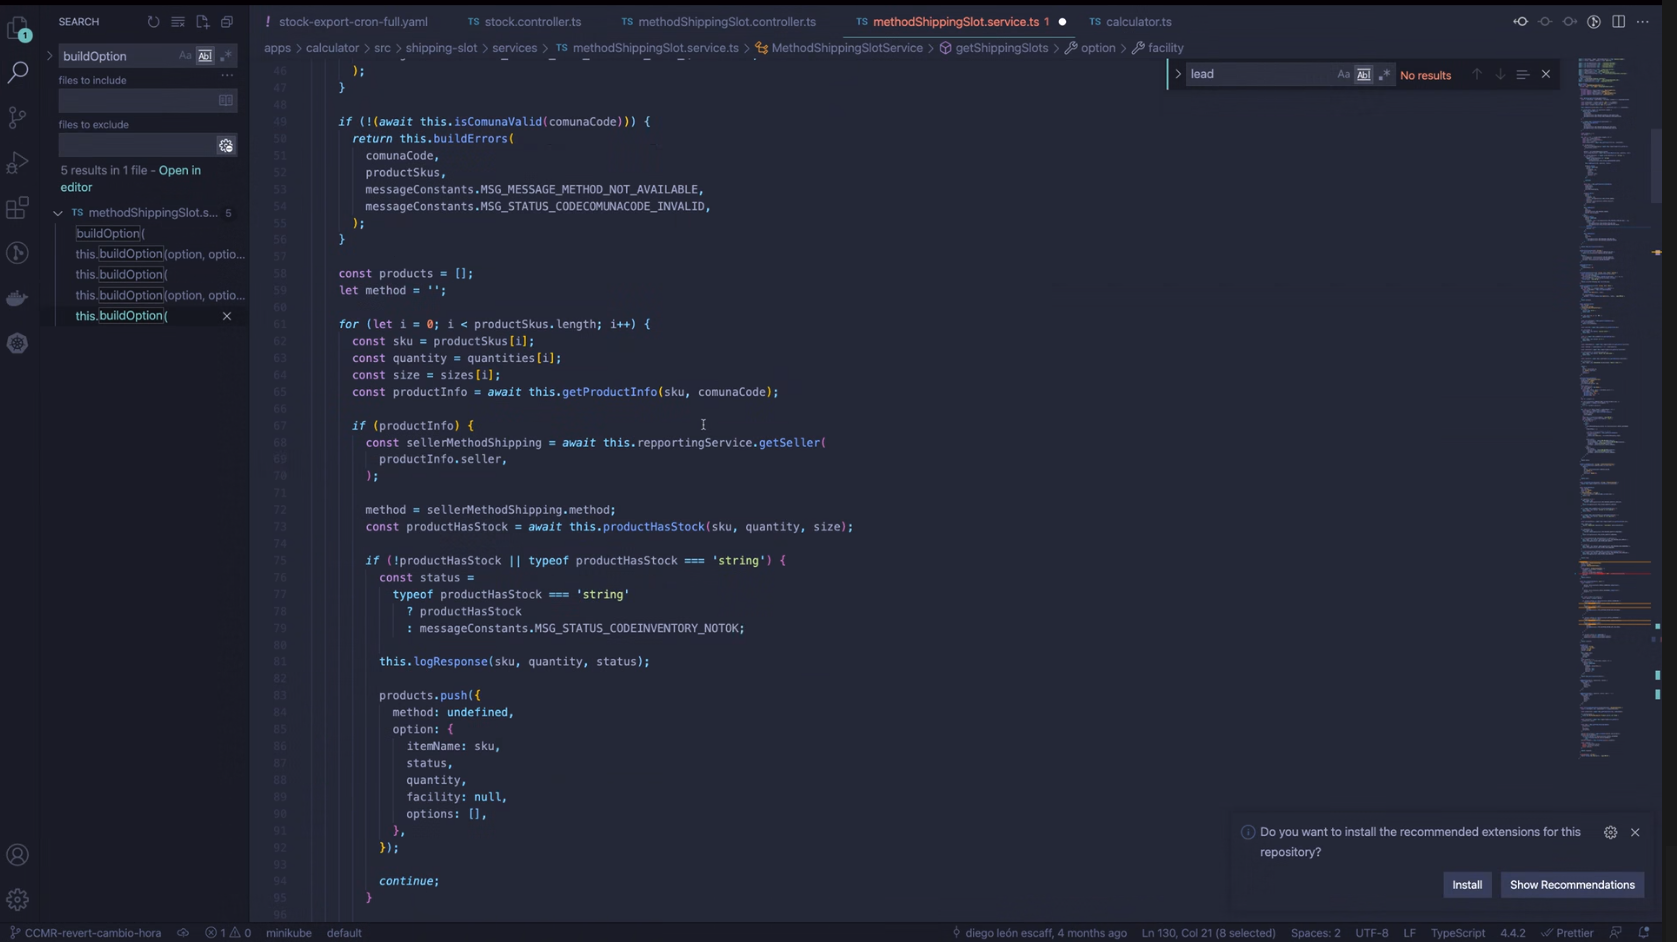 SEARCH
buildOption
Aa Ab .*
files to include
files to exclude
5 results in 1 file - Open in
editor
TS methodShippingSlot.s... 5
buildOption(
this.buildOption(option, optio...
this.buildOption(
this.buildOption(option, optio...
this.buildOption(
1
! stock-export-cron-full.yaml TS stock.controller.ts TS methodShippingSlot.controller.ts TS methodShippingSlot.service.ts 1 TS calculator.ts
apps > calculator > src > shipping-slot > services > TS methodShippingSlot.service.ts > MethodShippingSlotService > getShippingSlots > option > facility
lead Aa Ab .* No results
46 );
47 }
48
49 if (!(await this.isComunaValid(comunaCode))) {
50 return this.buildErrors(
51 comunaCode,
52 productSkus,
53 messageConstants.MSG_MESSAGE_METHOD_NOT_AVAILABLE,
54 messageConstants.MSG_STATUS_CODECOMUNACODE_INVALID,
55 );
56 }
57
58 const products = [];
59 let method = '';
60
61 for (let i = 0; i < productSkus.length; i++) {
62 const sku = productSkus[i];
63 const quantity = quantities[i];
64 const size = sizes[i];
65 const productInfo = await this.getProductInfo(sku, comunaCode);
66
67 if (productInfo) {
68 const sellerMethodShipping = await this.repportingService.getSeller(
69 productInfo.seller,
70 );
71
72 method = sellerMethodShipping.method;
73 const productHasStock = await this.productHasStock(sku, quantity, size);
74
75 if (!productHasStock || typeof productHasStock === 'string') {
76 const status =
77 typeof productHasStock === 'string'
78 ? productHasStock
79 : messageConstants.MSG_STATUS_CODEINVENTORY_NOTOK;
80
81 this.logResponse(sku, quantity, status);
82
83 products.push({
84 method: undefined,
85 option: {
86 itemName: sku,
87 status,
88 quantity,
89 facility: null,
90 options: [],
91 },
92 });
93
94 continue;
95 }
96
Do you want to install the recommended extensions for this
repository?
Install Show Recommendations
CCMR-revert-cambio-hora 1 0 minikube default diego león escaff, 4 months ago Ln 130, Col 21 (8 selected) Spaces: 2 UTF-8 LF TypeScript 4.4.2 Prettier